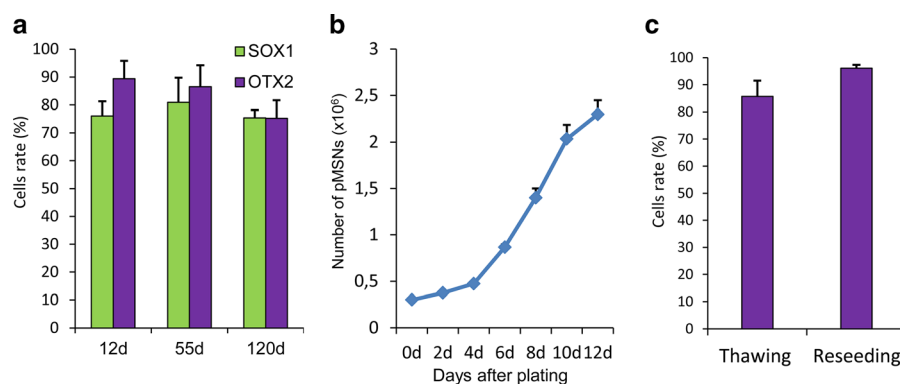 a
SOX1
OTX2
Cells rate (%)
100
90
80
70
60
50
40
30
20
10
0
12d
55d
120d
b
Number of pMSNs (x10⁶)
3
2,5
2
1,5
1
0,5
0
0d
2d
4d
6d
8d
10d
12d
Days after plating
c
Cells rate (%)
100
90
80
70
60
50
40
30
20
10
0
Thawing
Reseeding